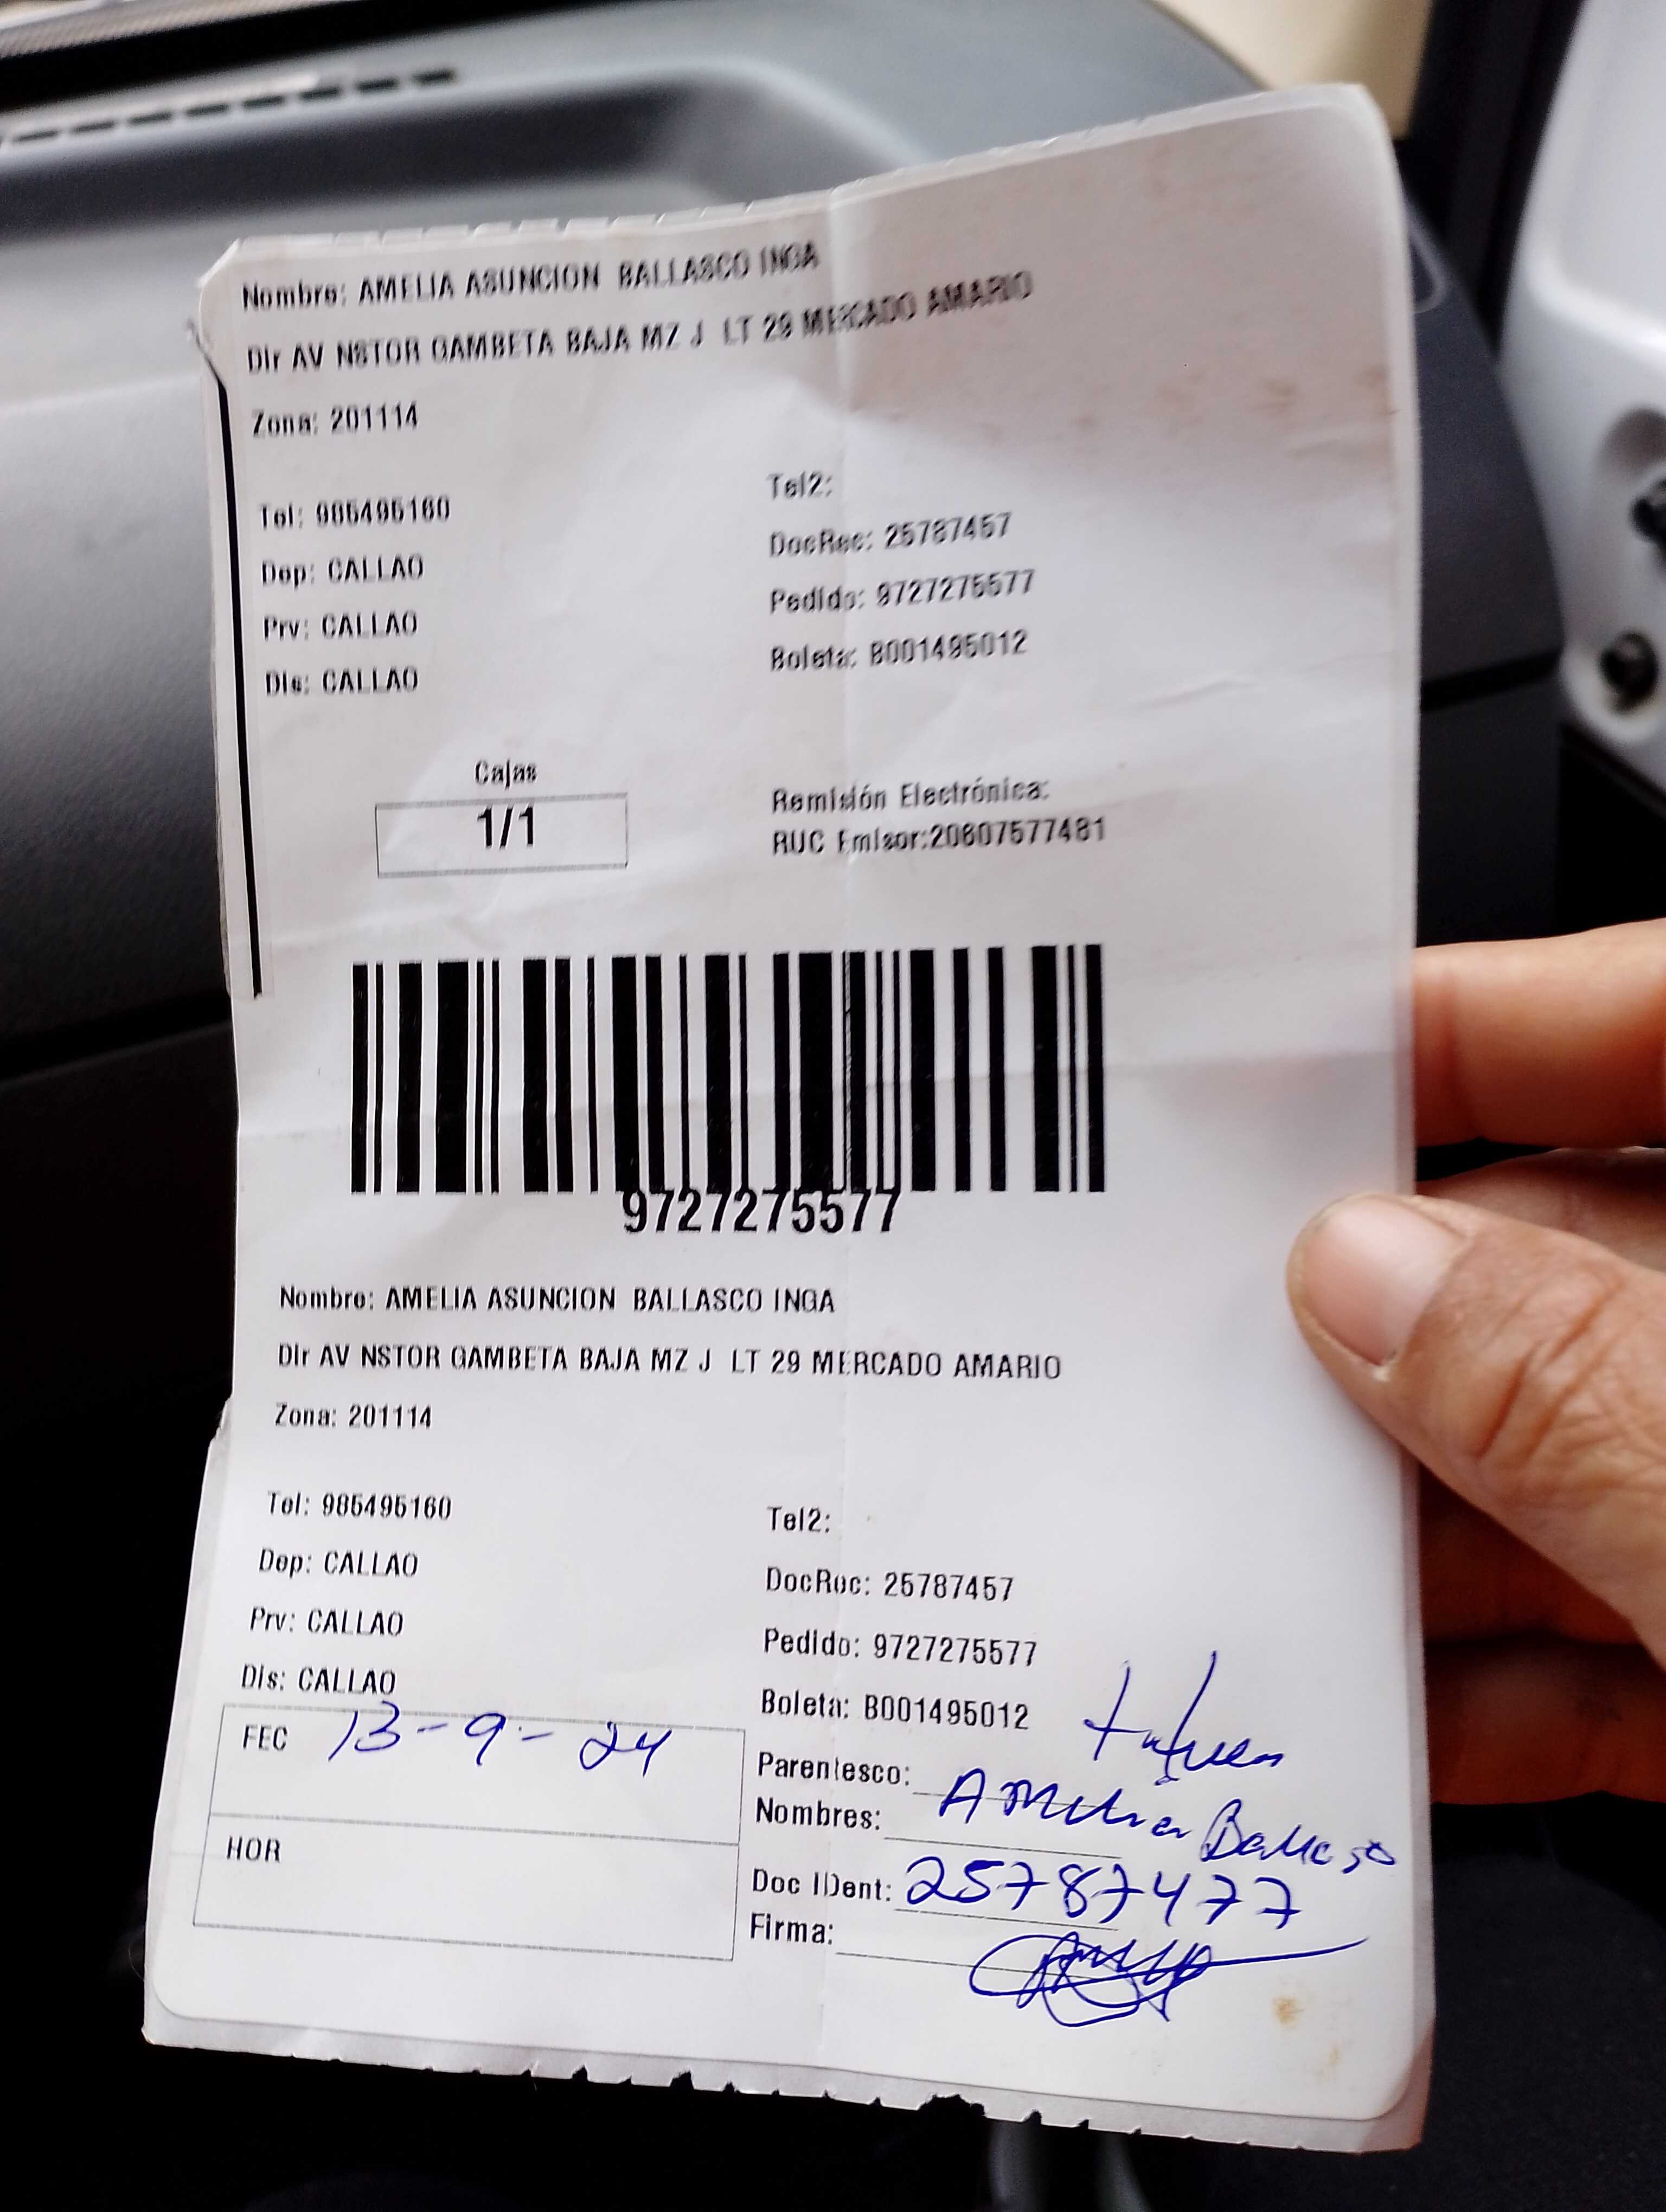 Nombre: AMELIA ASUNCION BALLASCO INGA
Dir AV NSTOR GAMBETA BAJA MZ J LT 29 MERCADO AMARIO
Zona: 201114
Tel: 985495160
Tel2:
Dep: CALLAO
DocRec: 25787457
Prv: CALLAO
Pedido: 9727275577
Dis: CALLAO
Boleta: B001495012
Cajas
1/1
Remisión Electrónica:
RUC Emisor:20607577481
9727275577
Nombre: AMELIA ASUNCION BALLASCO INGA
Dir AV NSTOR GAMBETA BAJA MZ J LT 29 MERCADO AMARIO
Zona: 201114
Tel: 985495160
Tel2:
Dep: CALLAO
DocRec: 25787457
Prv: CALLAO
Pedido: 9727275577
Dis: CALLAO
Boleta: B001495012
FEC 13-9-24
HOR
Parentesco:
Nombres: Amelia Ballasco
Doc IDent: 25787477
Firma: